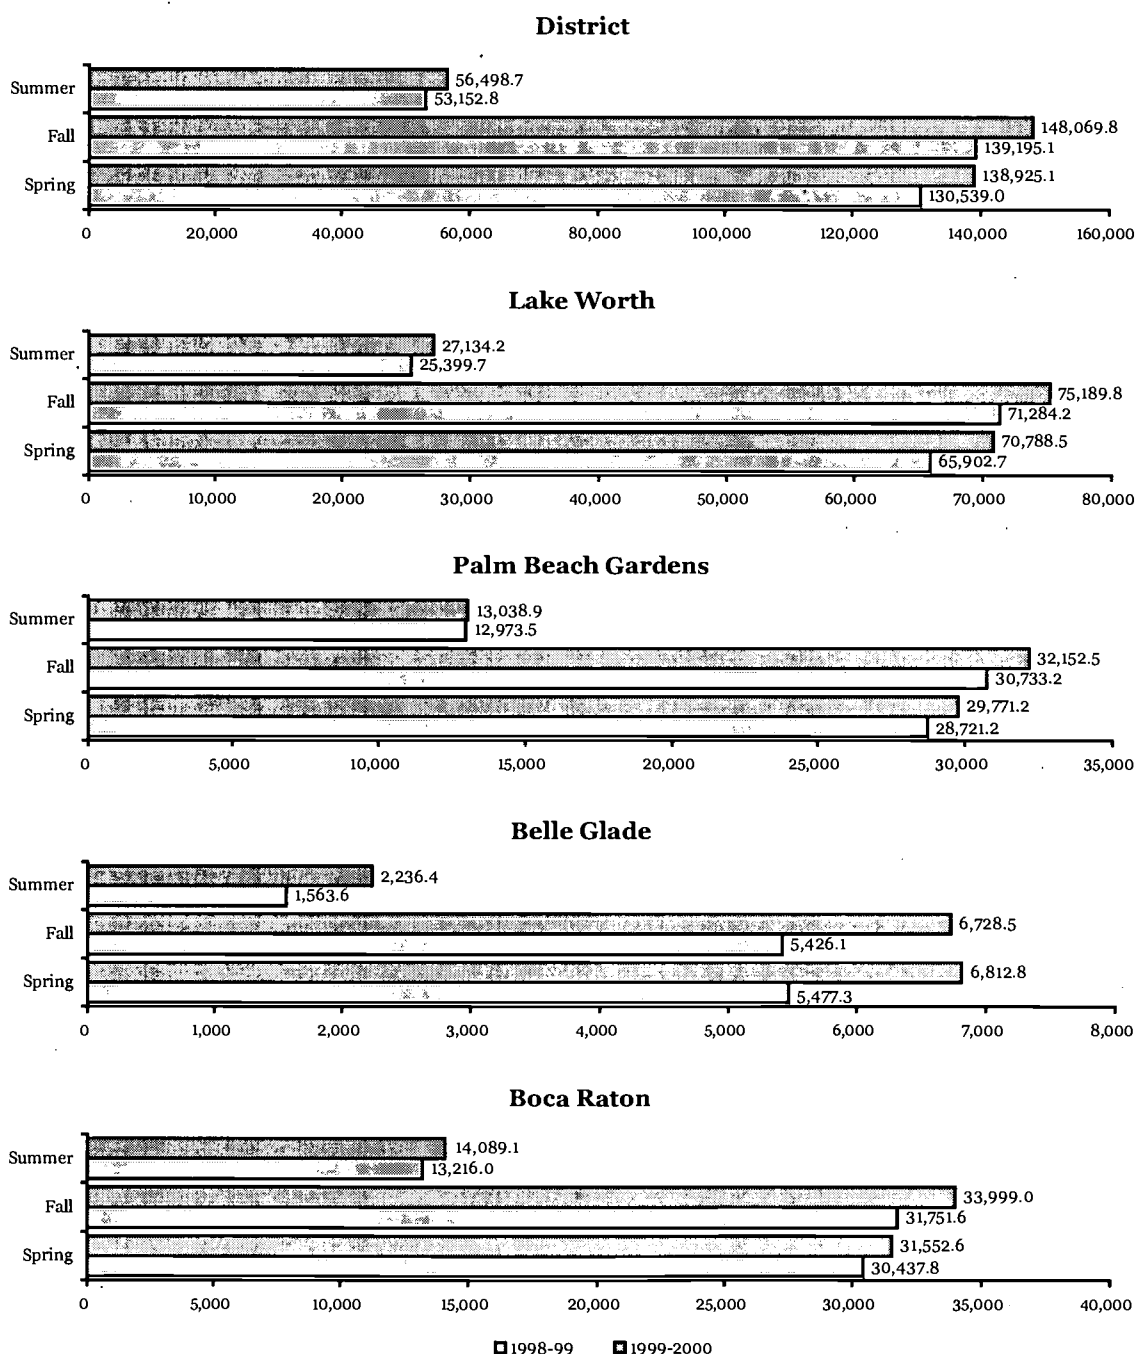 District
Summer
56,498.7
53,152.8
Fall
148,069.8
139,195.1
Spring
138,925.1
130,539.0
0 20,000 40,000 60,000 80,000 100,000 120,000 140,000 160,000
Lake Worth
Summer
27,134.2
25,399.7
Fall
75,189.8
71,284.2
Spring
70,788.5
65,902.7
0 10,000 20,000 30,000 40,000 50,000 60,000 70,000 80,000
Palm Beach Gardens
Summer
13,038.9
12,973.5
Fall
32,152.5
30,733.2
Spring
29,771.2
28,721.2
0 5,000 10,000 15,000 20,000 25,000 30,000 35,000
Belle Glade
Summer
2,236.4
1,563.6
Fall
6,728.5
5,426.1
Spring
6,812.8
5,477.3
0 1,000 2,000 3,000 4,000 5,000 6,000 7,000 8,000
Boca Raton
Summer
14,089.1
13,216.0
Fall
33,999.0
31,751.6
Spring
31,552.6
30,437.8
0 5,000 10,000 15,000 20,000 25,000 30,000 35,000 40,000
1998-99 1999-2000